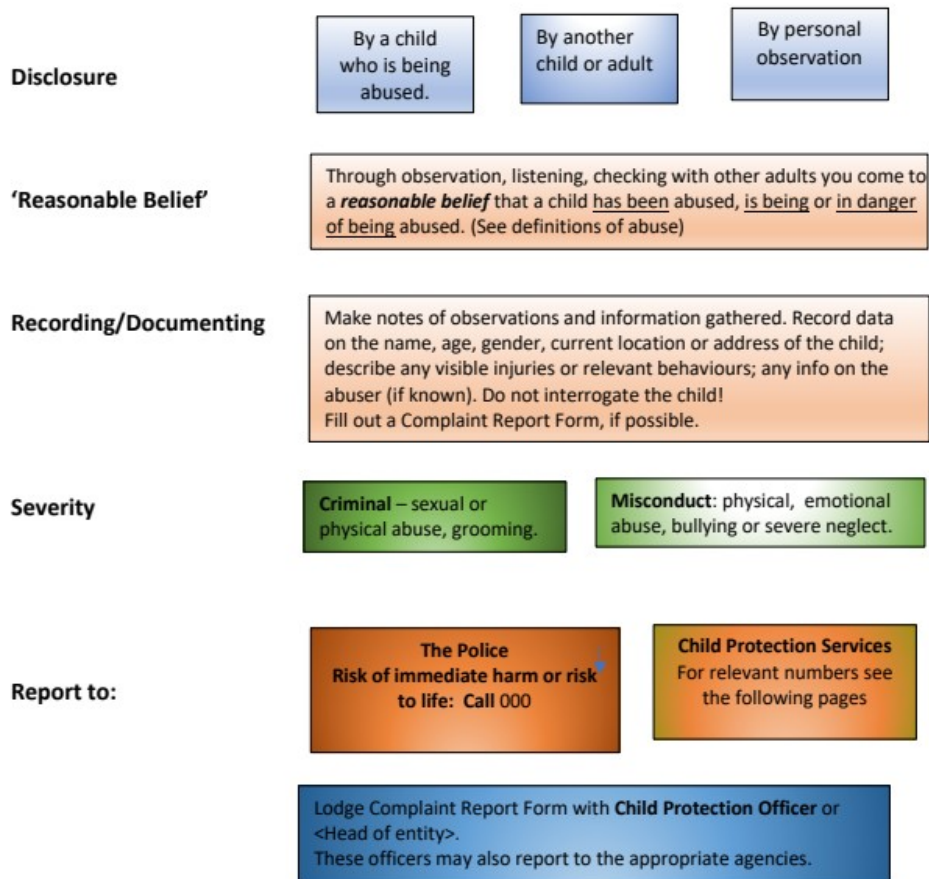 Disclosure
By a child
who is being
abused.
By another
child or adult
By personal
observation
‘Reasonable Belief’
Through observation, listening, checking with other adults you come to
a reasonable belief that a child has been abused, is being or in danger
of being abused. (See definitions of abuse)
Recording/Documenting
Make notes of observations and information gathered. Record data
on the name, age, gender, current location or address of the child;
describe any visible injuries or relevant behaviours; any info on the
abuser (if known). Do not interrogate the child!
Fill out a Complaint Report Form, if possible.
Severity
Criminal – sexual or
physical abuse, grooming.
Misconduct: physical, emotional
abuse, bullying or severe neglect.
Report to:
The Police
Risk of immediate harm or risk
to life: Call 000
Child Protection Services
For relevant numbers see
the following pages
Lodge Complaint Report Form with Child Protection Officer or
<Head of entity>.
These officers may also report to the appropriate agencies.